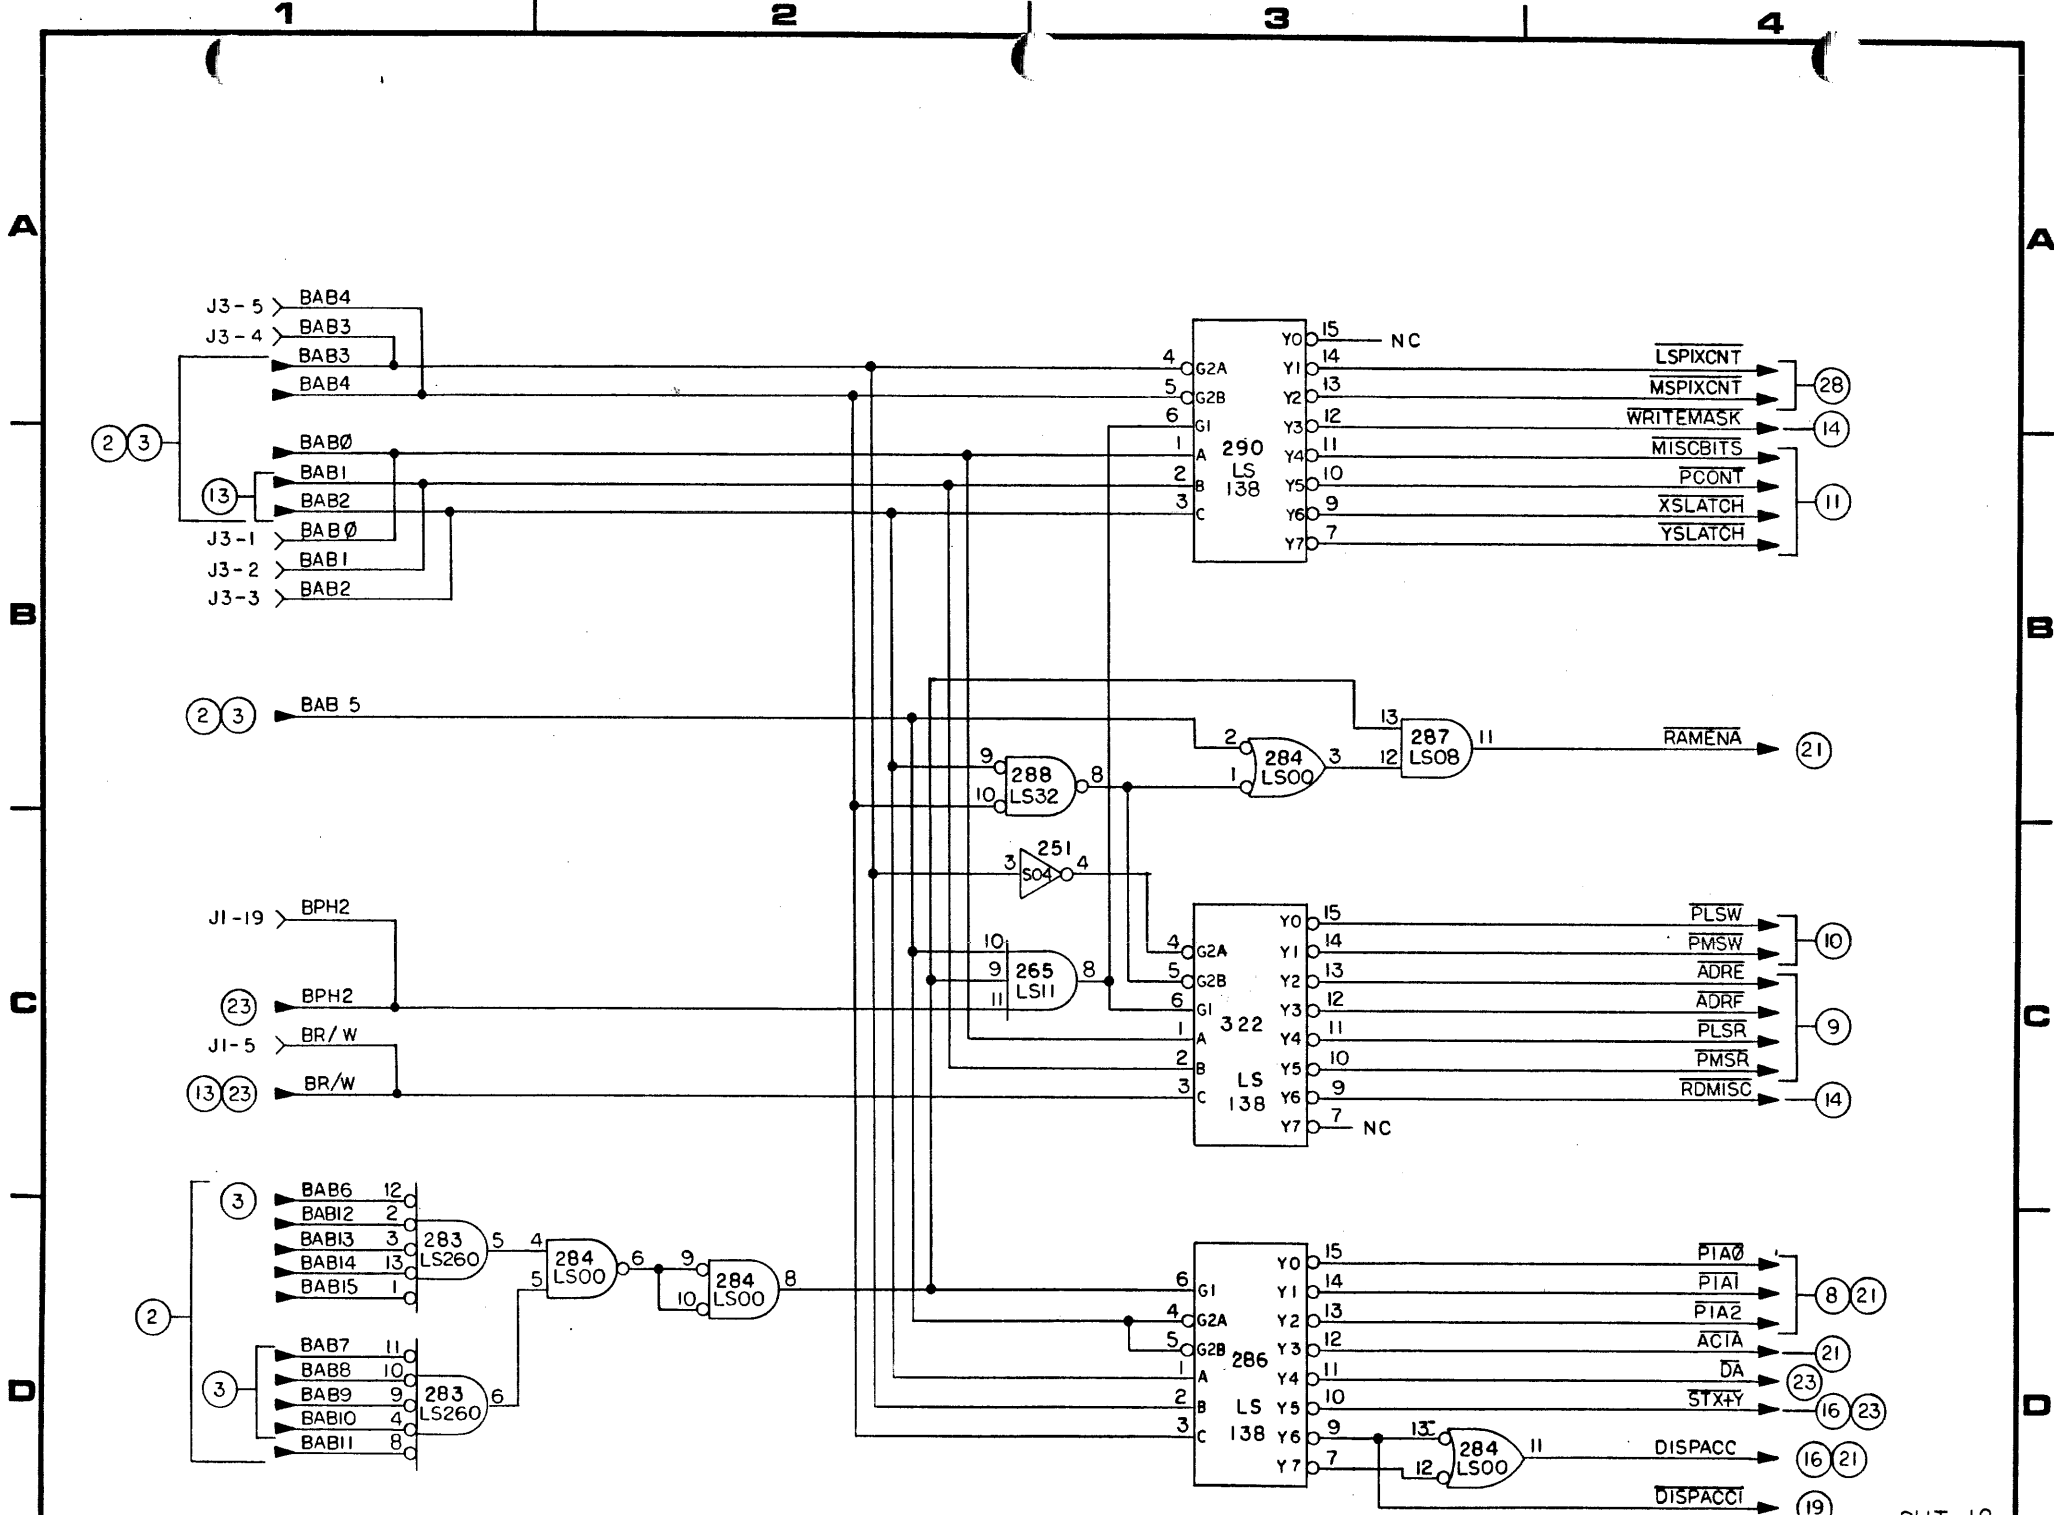 1 2 3 4
A A
J3-5 BAB4
J3-4 BAB3
BAB3
BAB4
2 3
BABØ
13
BAB1
BAB2
J3-1 BABØ
J3-2 BAB1
J3-3 BAB2
4 G2A
5 G2B
6 G1
1 A
2 B
3 C
290
LS
138
Y0 15 NC
Y1 14 LSPIXCNT
Y2 13 MSPIXCNT
28
Y3 12 WRITEMASK 14
Y4 11 MISCBITS
Y5 10 PCONT
Y6 9 XSLATCH
Y7 7 YSLATCH
11
B B
2 3 BAB 5
9
10
288
LS32
8
2
1
284
LS00
3
13
12
287
LS08
11
RAMENA 21
251
3 S04 4
J1-19 BPH2
23 BPH2
J1-5 BR/W
13 23 BR/W
10
9
11
265
LS11
8
C C
4 G2A
5 G2B
6 G1
1 A
2 B
3 C
322
LS
138
Y0 15 PLSW
Y1 14 PMSW
10
Y2 13 ADRE
Y3 12 ADRF
Y4 11 PLSR
Y5 10 PMSR
9
Y6 9 RDMISC 14
Y7 7 NC
3 BAB6 12
BAB12 2
BAB13 3
BAB14 13
BAB15 1
283
LS260
5
2
3
BAB7 11
BAB8 10
BAB9 9
BAB10 4
BAB11 8
283
LS260
6
4
5
284
LS00
6
9
10
284
LS00
8
D D
6 G1
4 G2A
5 G2B
1 A
2 B
3 C
286
LS
138
Y0 15 PIAØ
Y1 14 PIA1
Y2 13 PIA2
8 21
Y3 12 ACIA 21
Y4 11 DA 23
Y5 10 STX+Y 16 23
Y6 9
Y7 7
13
12
284
LS00
11
DISPACC 16 21
DISPACC1 19